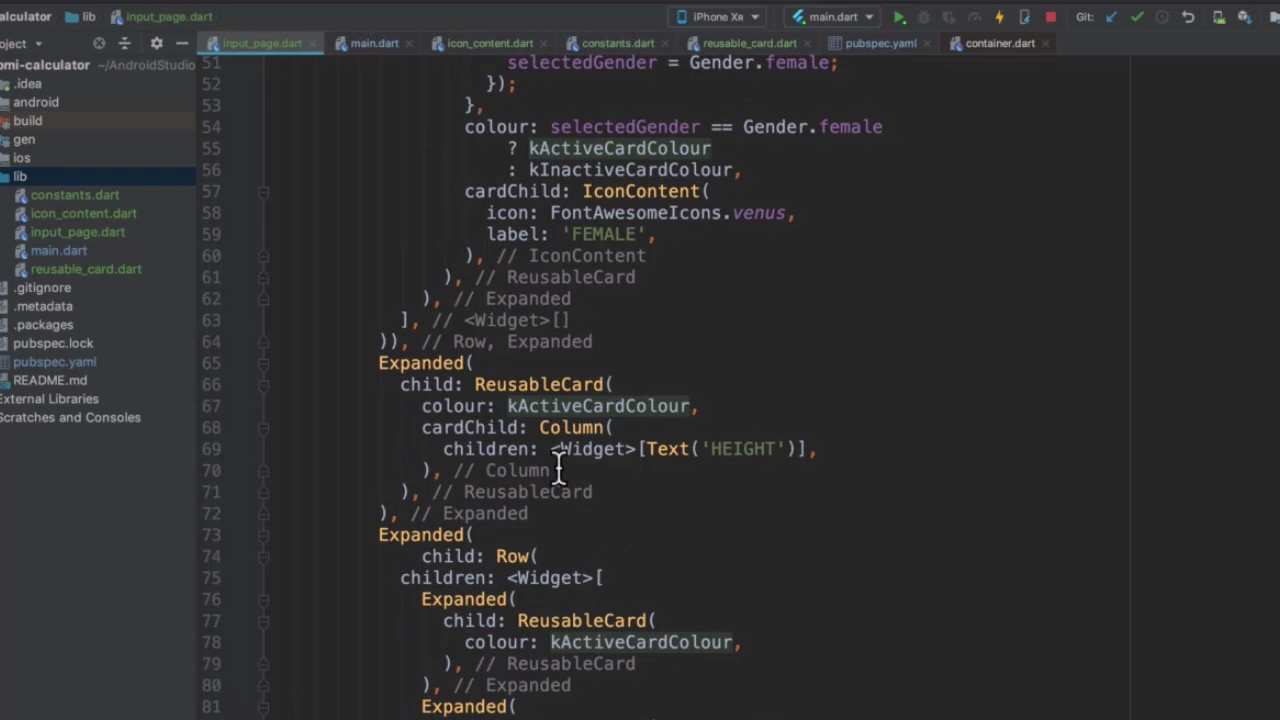 alculator lib input_page.dart iPhone XR main.dart Git:
oject input_page.dart main.dart icon_content.dart constants.dart reusable_card.dart pubspec.yaml container.dart
omi-calculator ~/AndroidStudio
.idea
android
build
gen
ios
lib
constants.dart
icon_content.dart
input_page.dart
main.dart
reusable_card.dart
.gitignore
.metadata
.packages
pubspec.lock
pubspec.yaml
README.md
External Libraries
Scratches and Consoles
51 selectedGender = Gender.female;
52 });
53 },
54 colour: selectedGender == Gender.female
55 ? kActiveCardColour
56 : kInactiveCardColour,
57 cardChild: IconContent(
58 icon: FontAwesomeIcons.venus,
59 label: 'FEMALE',
60 ), // IconContent
61 ), // ReusableCard
62 ), // Expanded
63 ], // <Widget>[]
64 )), // Row, Expanded
65 Expanded(
66 child: ReusableCard(
67 colour: kActiveCardColour,
68 cardChild: Column(
69 children: <Widget>[Text('HEIGHT')],
70 ), // Column
71 ), // ReusableCard
72 ), // Expanded
73 Expanded(
74 child: Row(
75 children: <Widget>[
76 Expanded(
77 child: ReusableCard(
78 colour: kActiveCardColour,
79 ), // ReusableCard
80 ), // Expanded
81 Expanded(